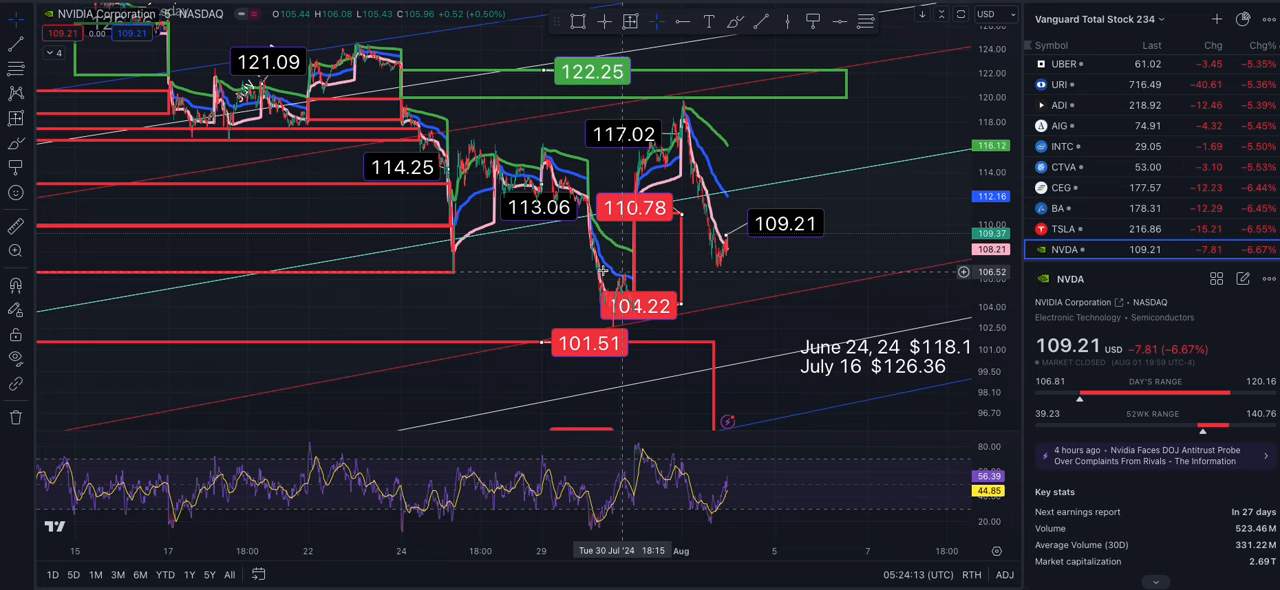 NVIDIA Corporation
NASDAQ
O105.44 H106.08 L105.43 C105.96 +0.52 (+0.50%)
USD
109.21 0.00 109.21
4
121.09
122.25
117.02
114.25
113.06
110.78
109.21
104.22
101.51
June 24, 24 $118.1
July 16 $126.36
126.00
124.00
122.00
120.00
118.00
116.12
114.00
112.16
110.00
109.37
108.21
106.52
104.00
102.50
101.00
99.50
98.10
96.70
80.00
56.39
44.85
20.00
15 17 18:00 22 24 18:00 29 Tue 30 Jul '24 18:15 Aug 5 7 18:00
1D 5D 1M 3M 6M YTD 1Y 5Y All
05:24:13 (UTC) RTH ADJ
Vanguard Total Stock 234
Symbol Last Chg Chg%
UBER 61.02 −3.45 −5.35%
URI 716.49 −40.61 −5.36%
ADI 218.92 −12.46 −5.39%
AIG 74.91 −4.32 −5.45%
INTC 29.05 −1.69 −5.50%
CTVA 53.00 −3.10 −5.53%
CEG 177.57 −12.23 −6.44%
BA 178.31 −12.29 −6.45%
TSLA 216.86 −15.21 −6.55%
NVDA 109.21 −7.81 −6.67%
NVDA
NVIDIA Corporation • NASDAQ
Electronic Technology • Semiconductors
109.21 USD −7.81 (−6.67%)
MARKET CLOSED (AUG 01 19:59 UTC-4)
106.81 DAY'S RANGE 120.16
39.23 52WK RANGE 140.76
4 hours ago • Nvidia Faces DOJ Antitrust Probe
Over Complaints From Rivals - The Information
Key stats
Next earnings report In 27 days
Volume 523.46M
Average Volume (30D) 331.22M
Market capitalization 2.69T